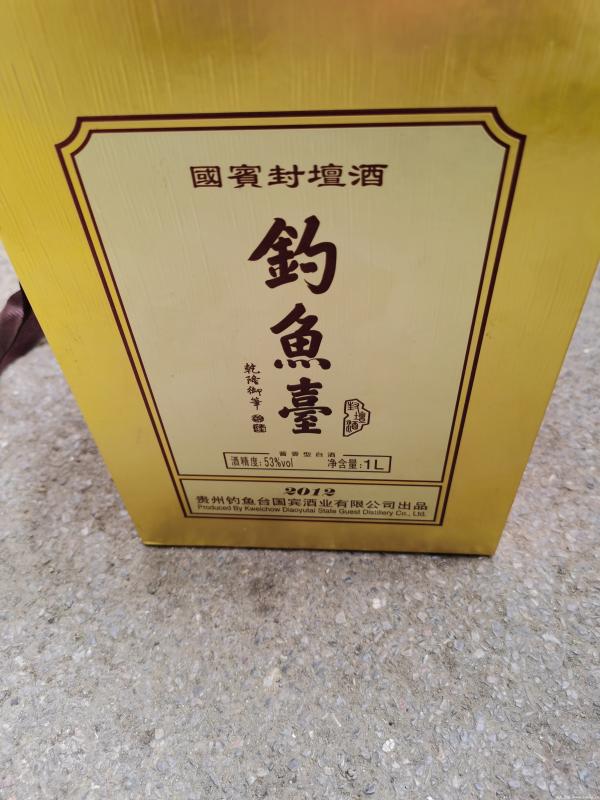 國賓封壇酒
釣魚臺
乾隆御筆
封壇酒
酱香型白酒
酒精度:53%vol 净含量:1L
2012
贵州钓鱼台国宾酒业有限公司出品
Produced By Kweichow Diaoyutai State Guest Distillery Co., Ltd.